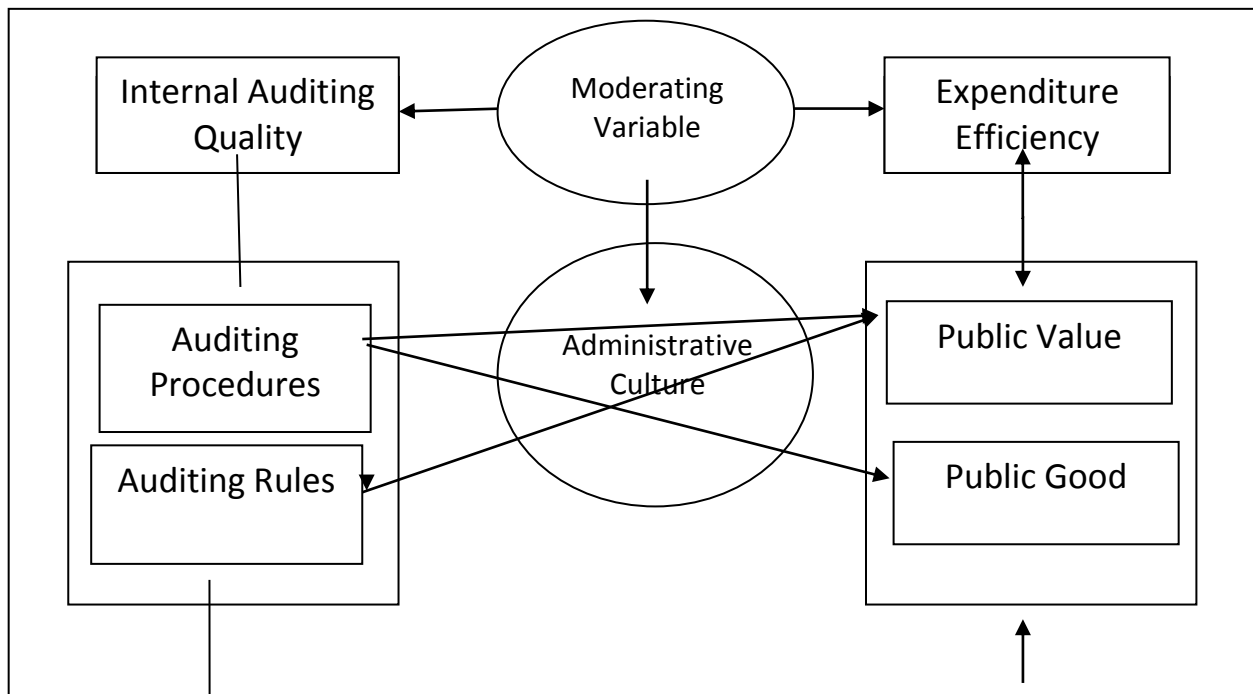 Internal Auditing
Quality
Moderating
Variable
Expenditure
Efficiency
Auditing
Procedures
Administrative
Culture
Public Value
Auditing Rules
Public Good